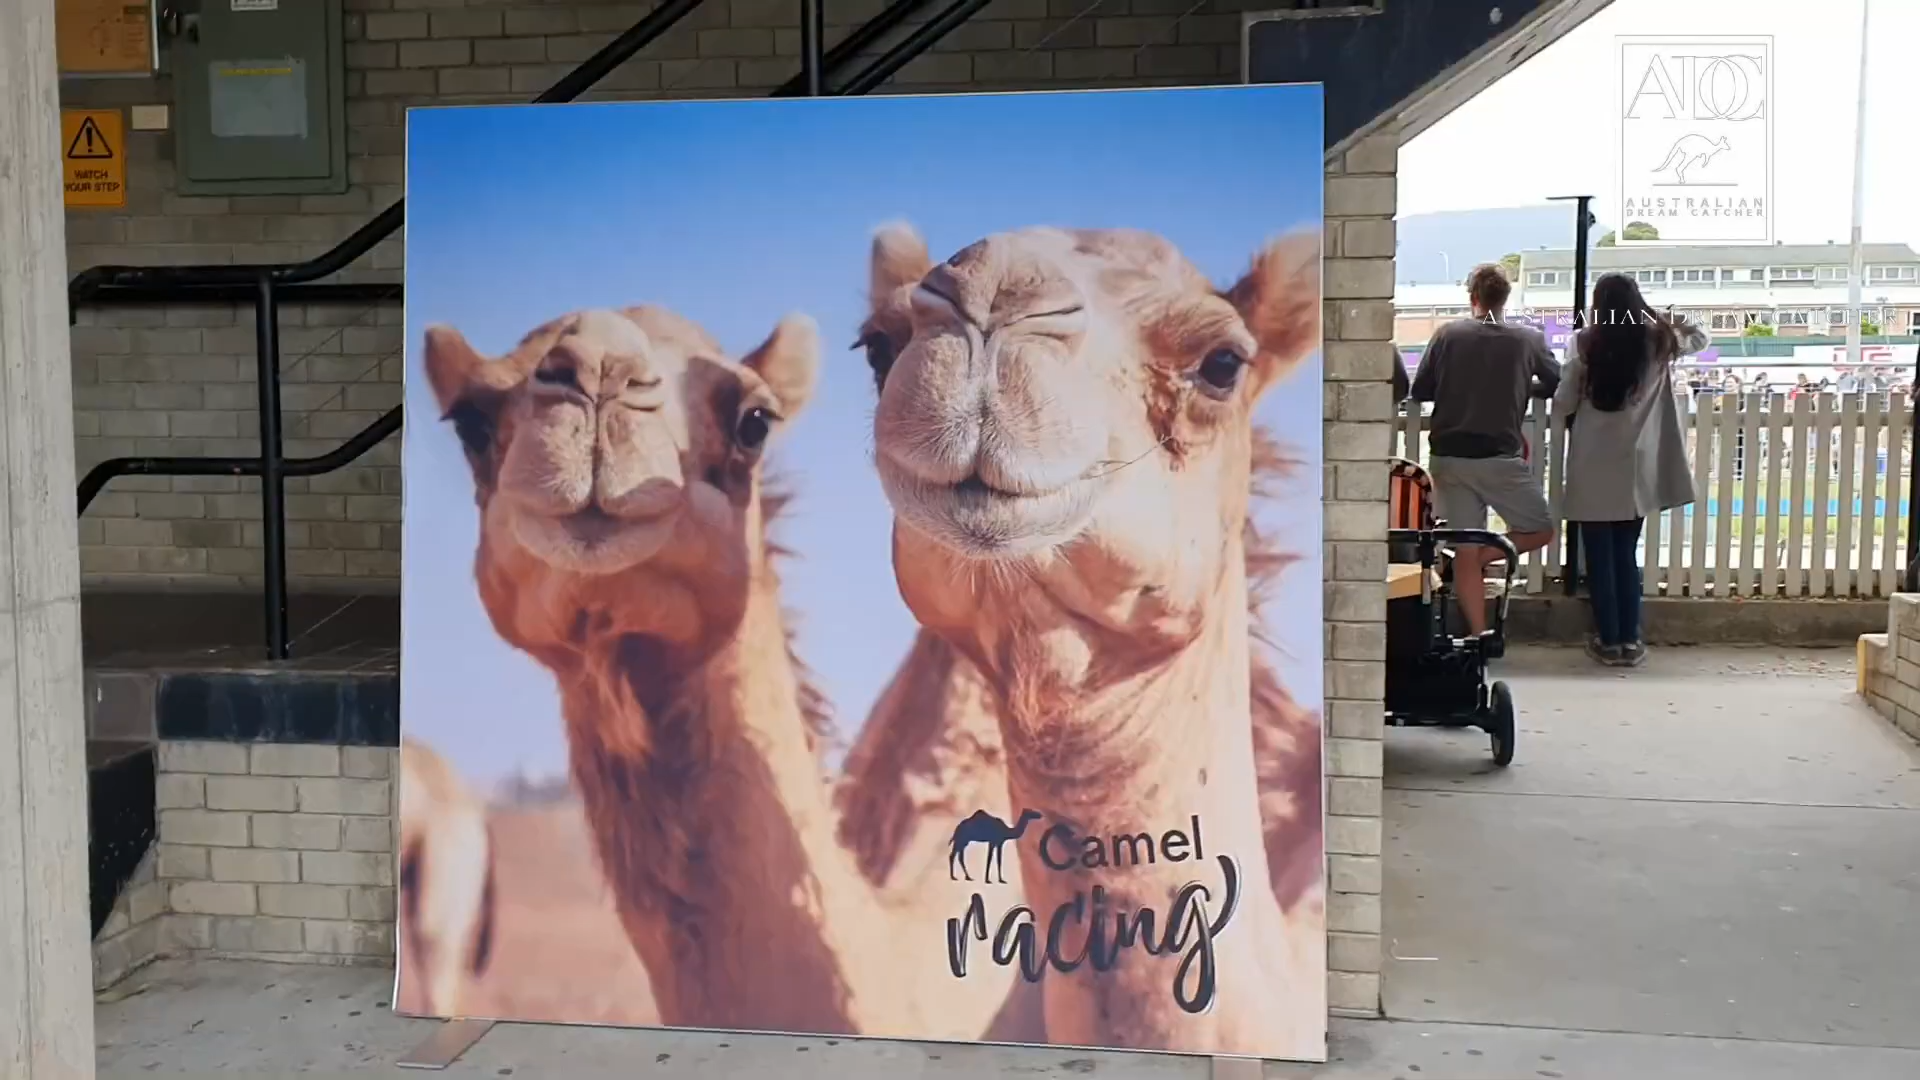 WATCH
YOUR STEP
ADC
AUSTRALIAN
DREAM CATCHER
AUSTRALIAN DREAM CATCHER
Camel
racing